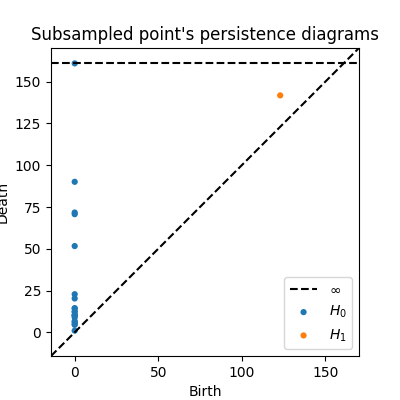 Subsampled point's persistence diagrams
150
125
100
75
50
25
0
Death
0 50 100 150
Birth
∞
H₀
H₁